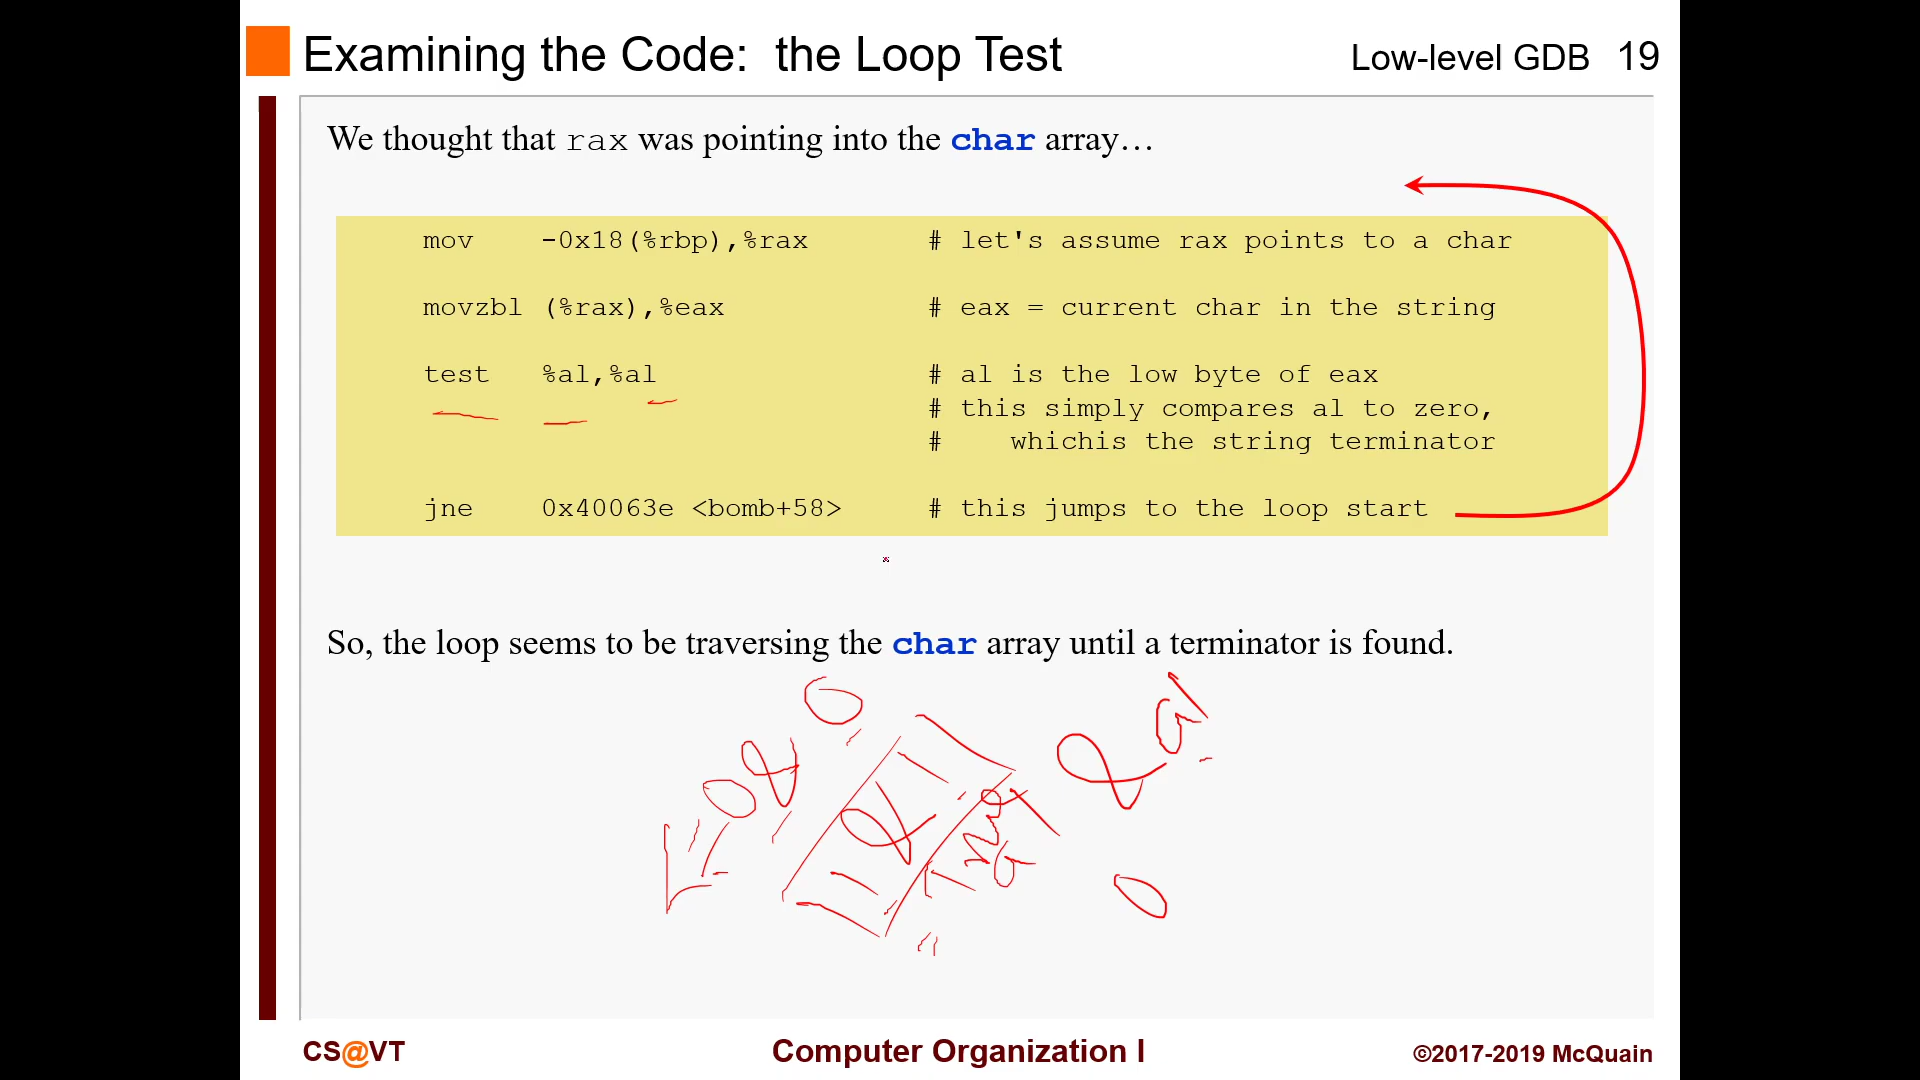 Examining the Code: the Loop Test
Low-level GDB 19
We thought that rax was pointing into the char array…
mov -0x18(%rbp),%rax # let's assume rax points to a char
movzbl (%rax),%eax # eax = current char in the string
test %al,%al # al is the low byte of eax
# this simply compares al to zero,
# whichis the string terminator
jne 0x40063e <bomb+58> # this jumps to the loop start
So, the loop seems to be traversing the char array until a terminator is found.
CS@VT Computer Organization I ©2017-2019 McQuain